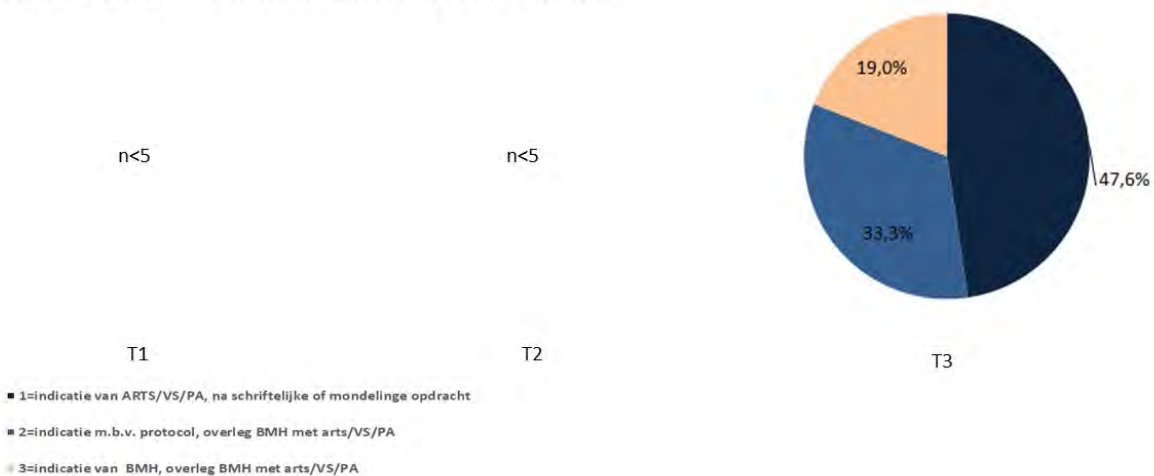 19,0%
n<5 n<5
47,6%
33,3%
T1 T2 T3
1=indicatie van ARTS/VS/PA, na schriftelijke of mondelinge opdracht
2=indicatie m.b.v. protocol, overleg BMH met arts/VS/PA
3=indicatie van BMH, overleg BMH met arts/VS/PA